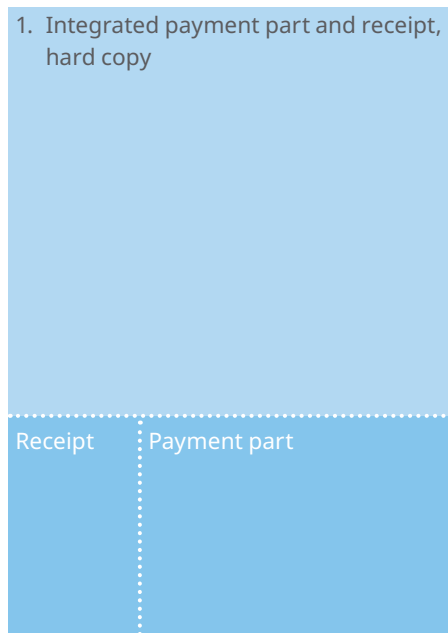 1. Integrated payment part and receipt,
hard copy
Receipt
Payment part